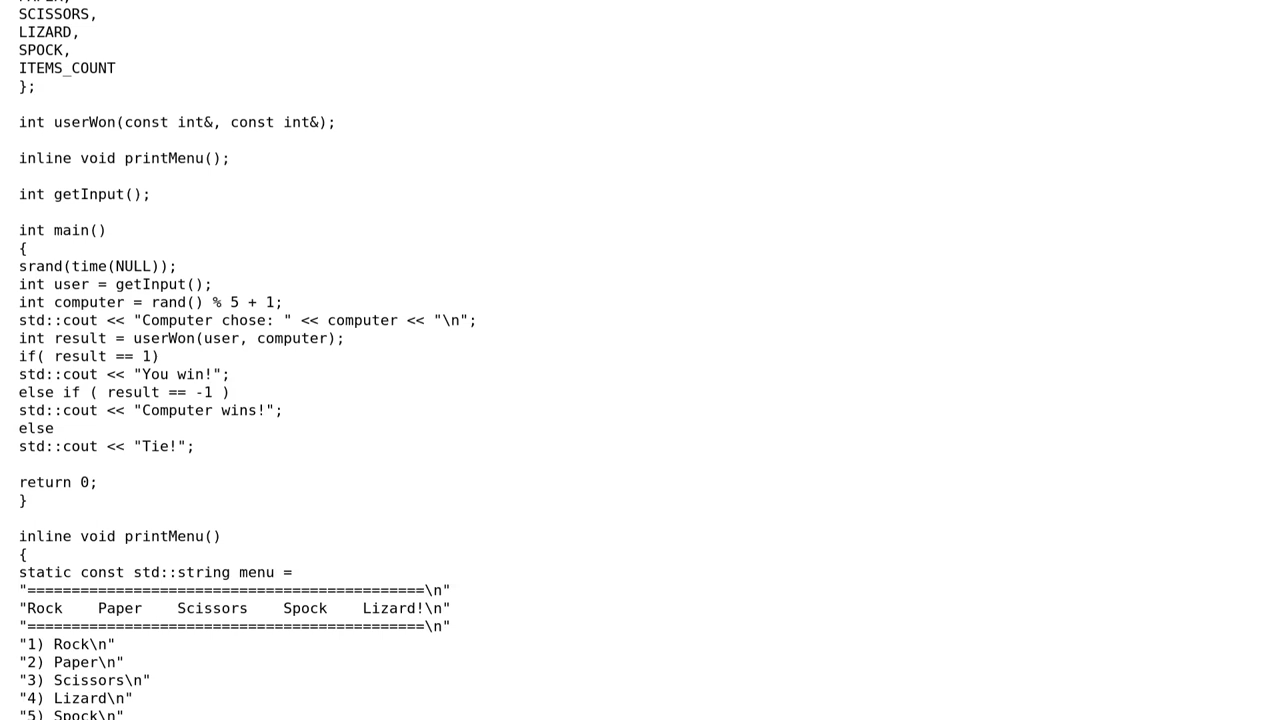 SCISSORS,
LIZARD,
SPOCK,
ITEMS_COUNT
};

int userWon(const int&, const int&);

inline void printMenu();

int getInput();

int main()
{
srand(time(NULL));
int user = getInput();
int computer = rand() % 5 + 1;
std::cout << "Computer chose: " << computer << "\n";
int result = userWon(user, computer);
if( result == 1)
std::cout << "You win!";
else if ( result == -1 )
std::cout << "Computer wins!";
else
std::cout << "Tie!";

return 0;
}

inline void printMenu()
{
static const std::string menu =
"=============================================\n"
"Rock    Paper    Scissors    Spock    Lizard!\n"
"=============================================\n"
"1) Rock\n"
"2) Paper\n"
"3) Scissors\n"
"4) Lizard\n"
"5) Spock\n"